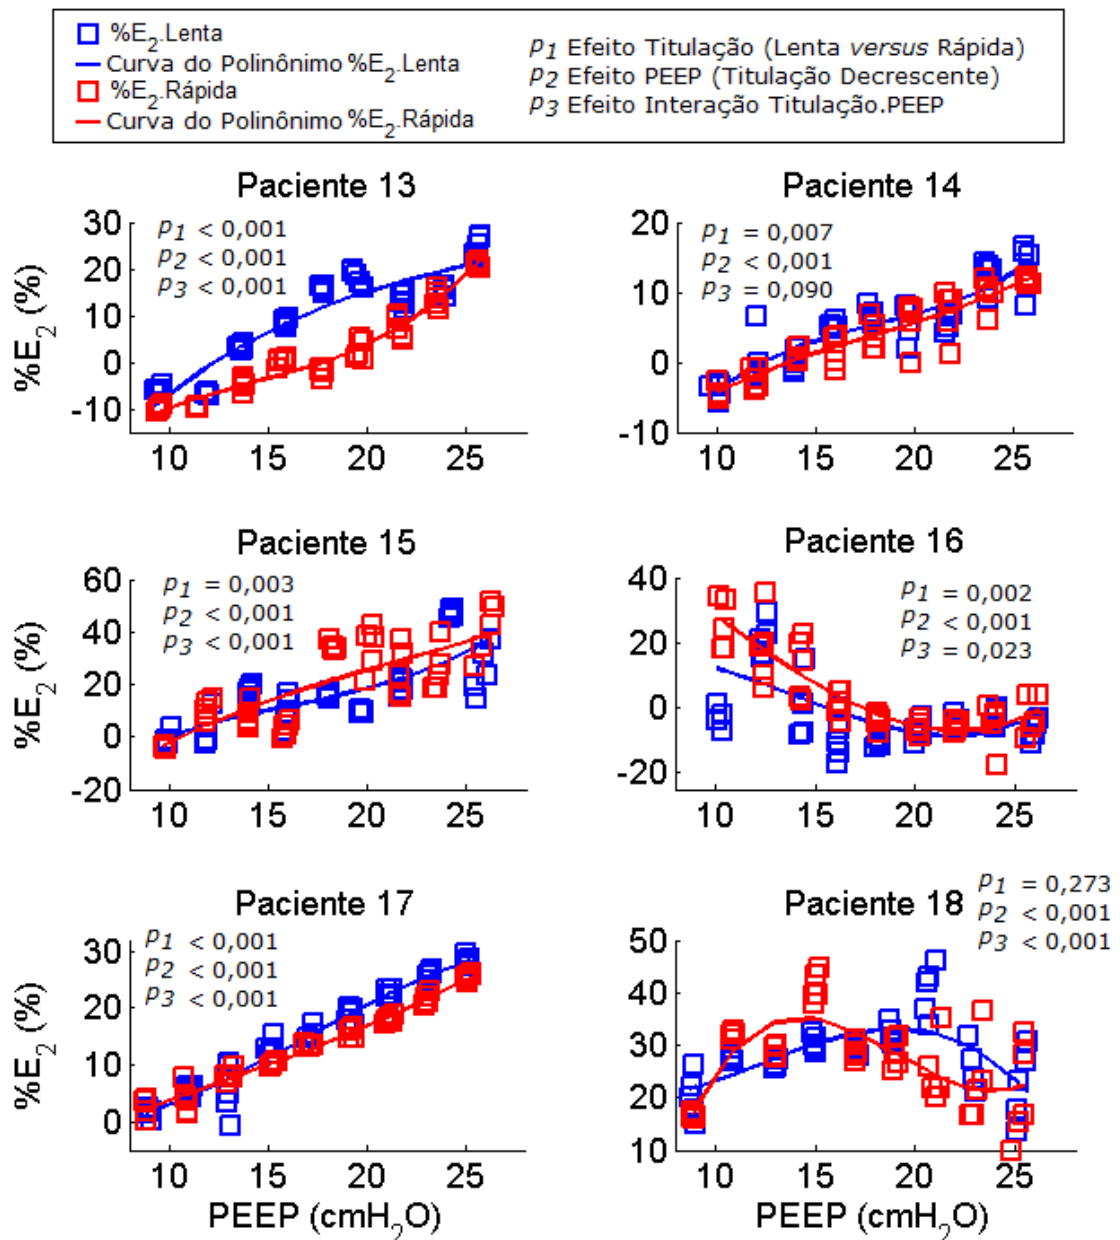 %E2.Lenta
Curva do Polinônimo %E2.Lenta
%E2.Rápida
Curva do Polinônimo %E2.Rápida
p1 Efeito Titulação (Lenta versus Rápida)
p2 Efeito PEEP (Titulação Decrescente)
p3 Efeito Interação Titulação.PEEP
Paciente 13
p1 < 0,001
p2 < 0,001
p3 < 0,001
%E2 (%)
30
20
10
0
-10
10 15 20 25
Paciente 14
p1 = 0,007
p2 < 0,001
p3 = 0,090
20
10
0
-10
10 15 20 25
Paciente 15
p1 = 0,003
p2 < 0,001
p3 < 0,001
%E2 (%)
60
40
20
0
-20
10 15 20 25
Paciente 16
p1 = 0,002
p2 < 0,001
p3 = 0,023
40
20
0
-20
10 15 20 25
Paciente 17
p1 < 0,001
p2 < 0,001
p3 < 0,001
%E2 (%)
30
20
10
0
10 15 20 25
PEEP (cmH2O)
Paciente 18
p1 = 0,273
p2 < 0,001
p3 < 0,001
50
40
30
20
10
10 15 20 25
PEEP (cmH2O)